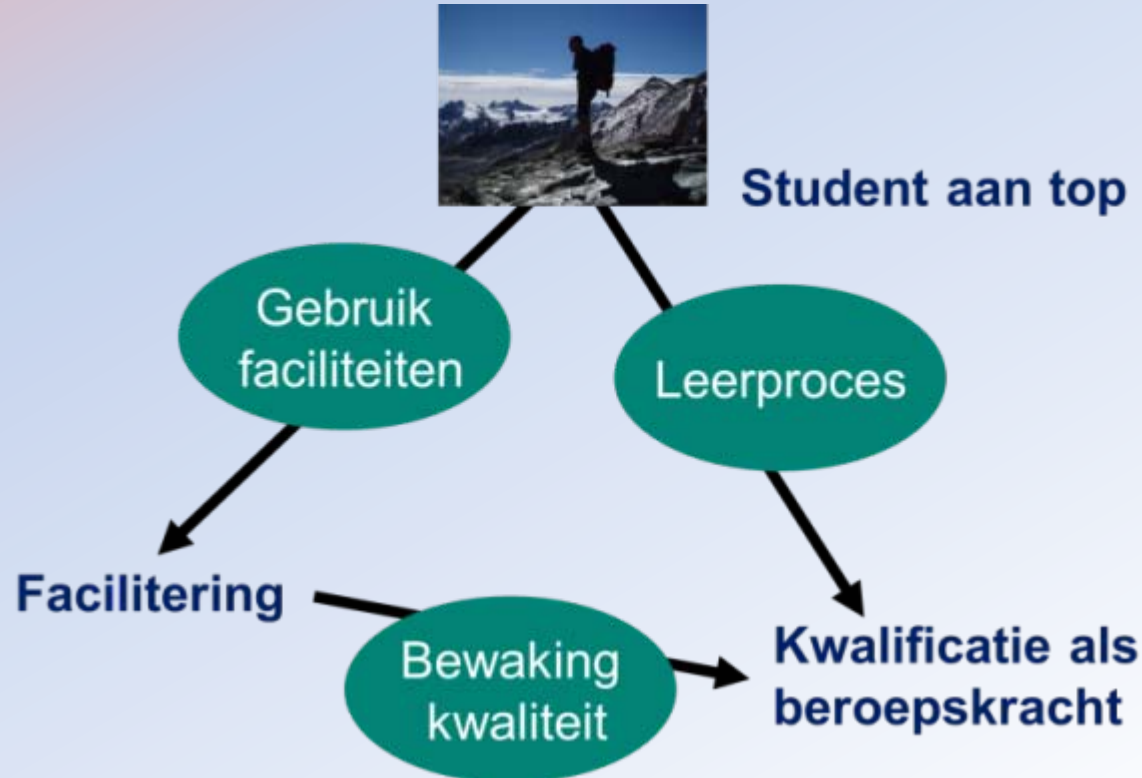 Student aan top
Gebruik
faciliteiten
Leerproces
Facilitering
Bewaking
kwaliteit
Kwalificatie als
beroepskracht